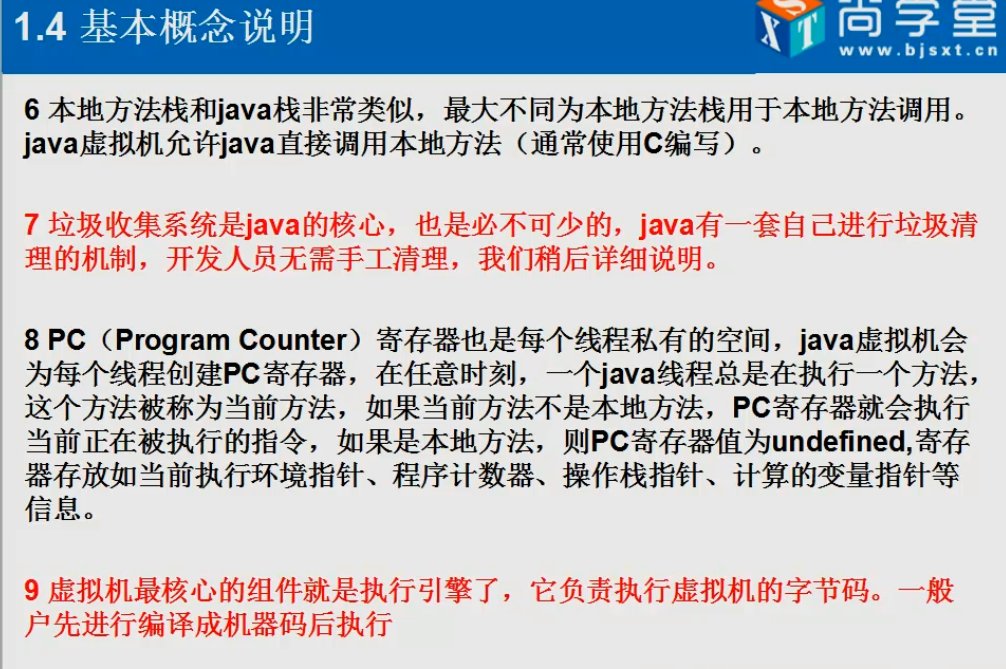 1.4 基本概念说明
尚学堂
SXT
www.bjsxt.cn
6 本地方法栈和java栈非常类似，最大不同为本地方法栈用于本地方法调用。
java虚拟机允许java直接调用本地方法（通常使用C编写）。
7 垃圾收集系统是java的核心，也是必不可少的，java有一套自己进行垃圾清
理的机制，开发人员无需手工清理，我们稍后详细说明。
8 PC（Program Counter）寄存器也是每个线程私有的空间，java虚拟机会
为每个线程创建PC寄存器，在任意时刻，一个java线程总是在执行一个方法，
这个方法被称为当前方法，如果当前方法不是本地方法，PC寄存器就会执行
当前正在被执行的指令，如果是本地方法，则PC寄存器值为undefined,寄存
器存放如当前执行环境指针、程序计数器、操作栈指针、计算的变量指针等
信息。
9 虚拟机最核心的组件就是执行引擎了，它负责执行虚拟机的字节码。一般
户先进行编译成机器码后执行